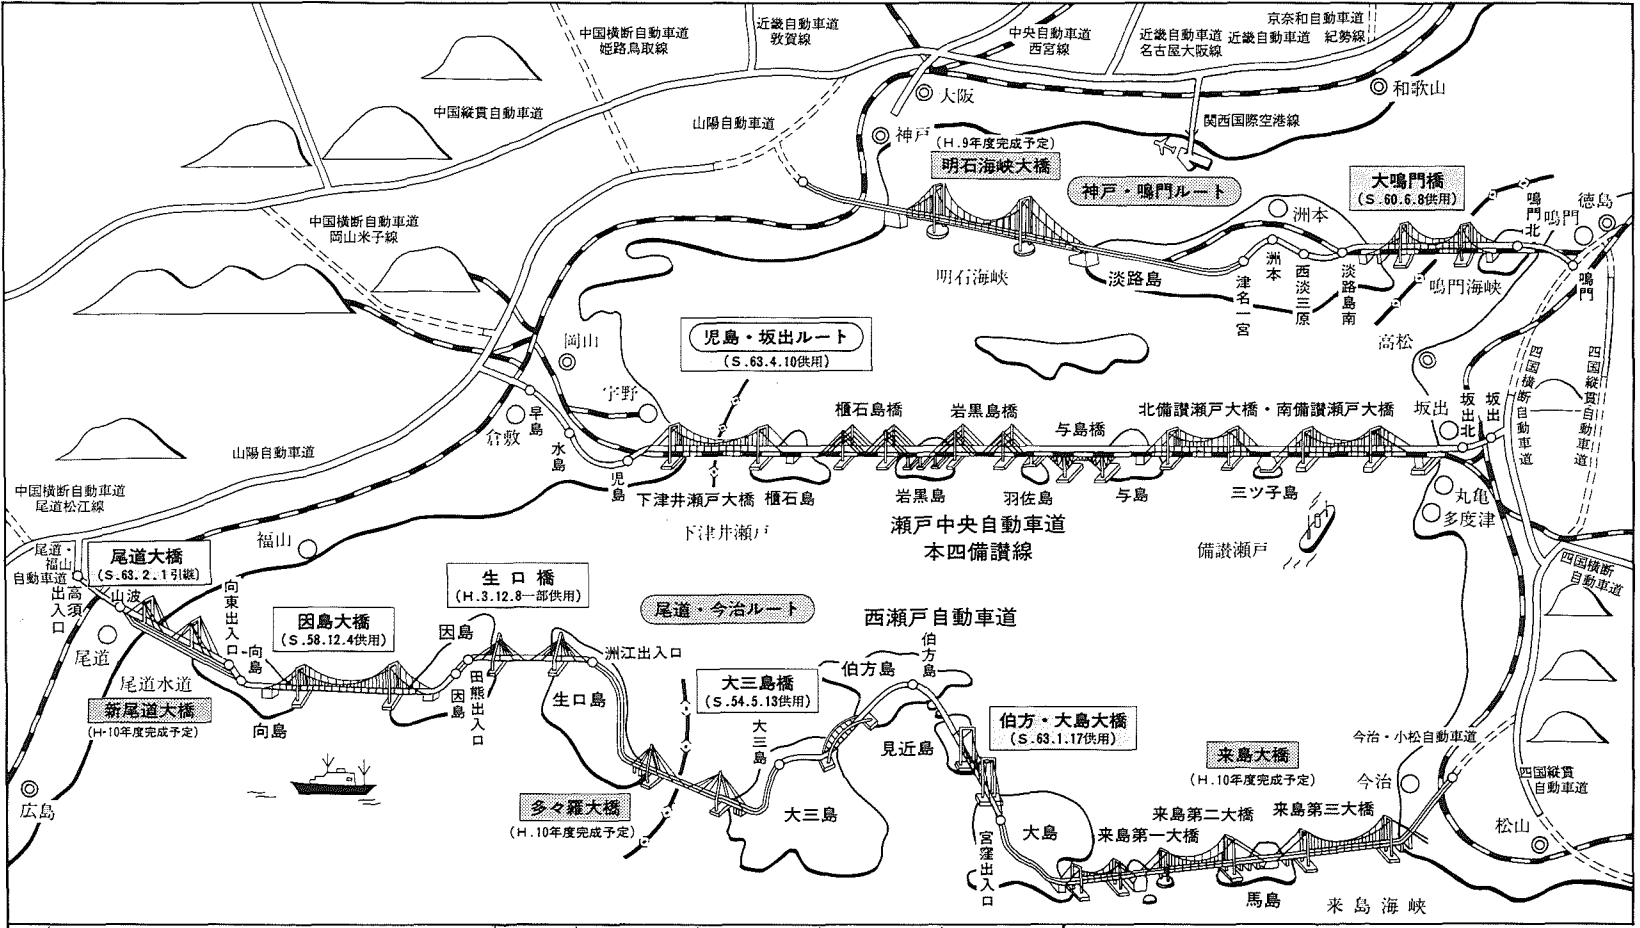 中国横断自動車道
姫路鳥取線
近畿自動車道
敦賀線
中央自動車道
西宮線
近畿自動車道
名古屋大阪線
京奈和自動車道
近畿自動車道 紀勢線
中国縦貫自動車道
山陽自動車道
大阪
和歌山
神戸
関西国際空港線
(H.9年度完成予定)
明石海峡大橋
神戸・鳴門ルート
大鳴門橋
(S.60.6.8供用)
中国横断自動車道
岡山米子線
洲本
鳴門北
鳴門
徳島
明石海峡
淡路島
津名一宮
洲本
西淡三原
淡路島南
鳴門海峡
鳴門
岡山
児島・坂出ルート
(S.63.4.10供用)
高松
四国横断自動車道
四国縦貫自動車道
宇野
倉敷
早島
水島
児島
櫃石島橋
岩黒島橋
与島橋
北備讃瀬戸大橋・南備讃瀬戸大橋
坂出
坂出北
坂出
山陽自動車道
下津井瀬戸大橋
櫃石島
岩黒島
羽佐島
与島
三ツ子島
丸亀
多度津
中国横断自動車道
尾道松江線
下津井瀬戸
瀬戸中央自動車道
本四備讃線
備讃瀬戸
福山
尾道・
福山
自動車道
高須
出入口
尾道大橋
(S.63.2.1引継)
山波
向東出入口
生口橋
(H.3.12.8一部供用)
四国横断
自動車道
因島大橋
(S.58.12.4供用)
尾道・今治ルート
西瀬戸自動車道
尾道
向島
因島
洲江出入口
伯方島
伯方島
尾道水道
新尾道大橋
(H・10年度完成予定)
向島
因島
田熊出入口
生口島
大三島橋
(S.54.5.13供用)
大三島
見近島
伯方・大島大橋
(S.63.1.17供用)
今治・小松自動車道
来島大橋
(H.10年度完成予定)
今治
四国縦貫
自動車道
広島
多々羅大橋
(H.10年度完成予定)
大三島
宮窪出入口
大島
来島第一大橋
来島第二大橋
来島第三大橋
松山
馬島
来島海峡